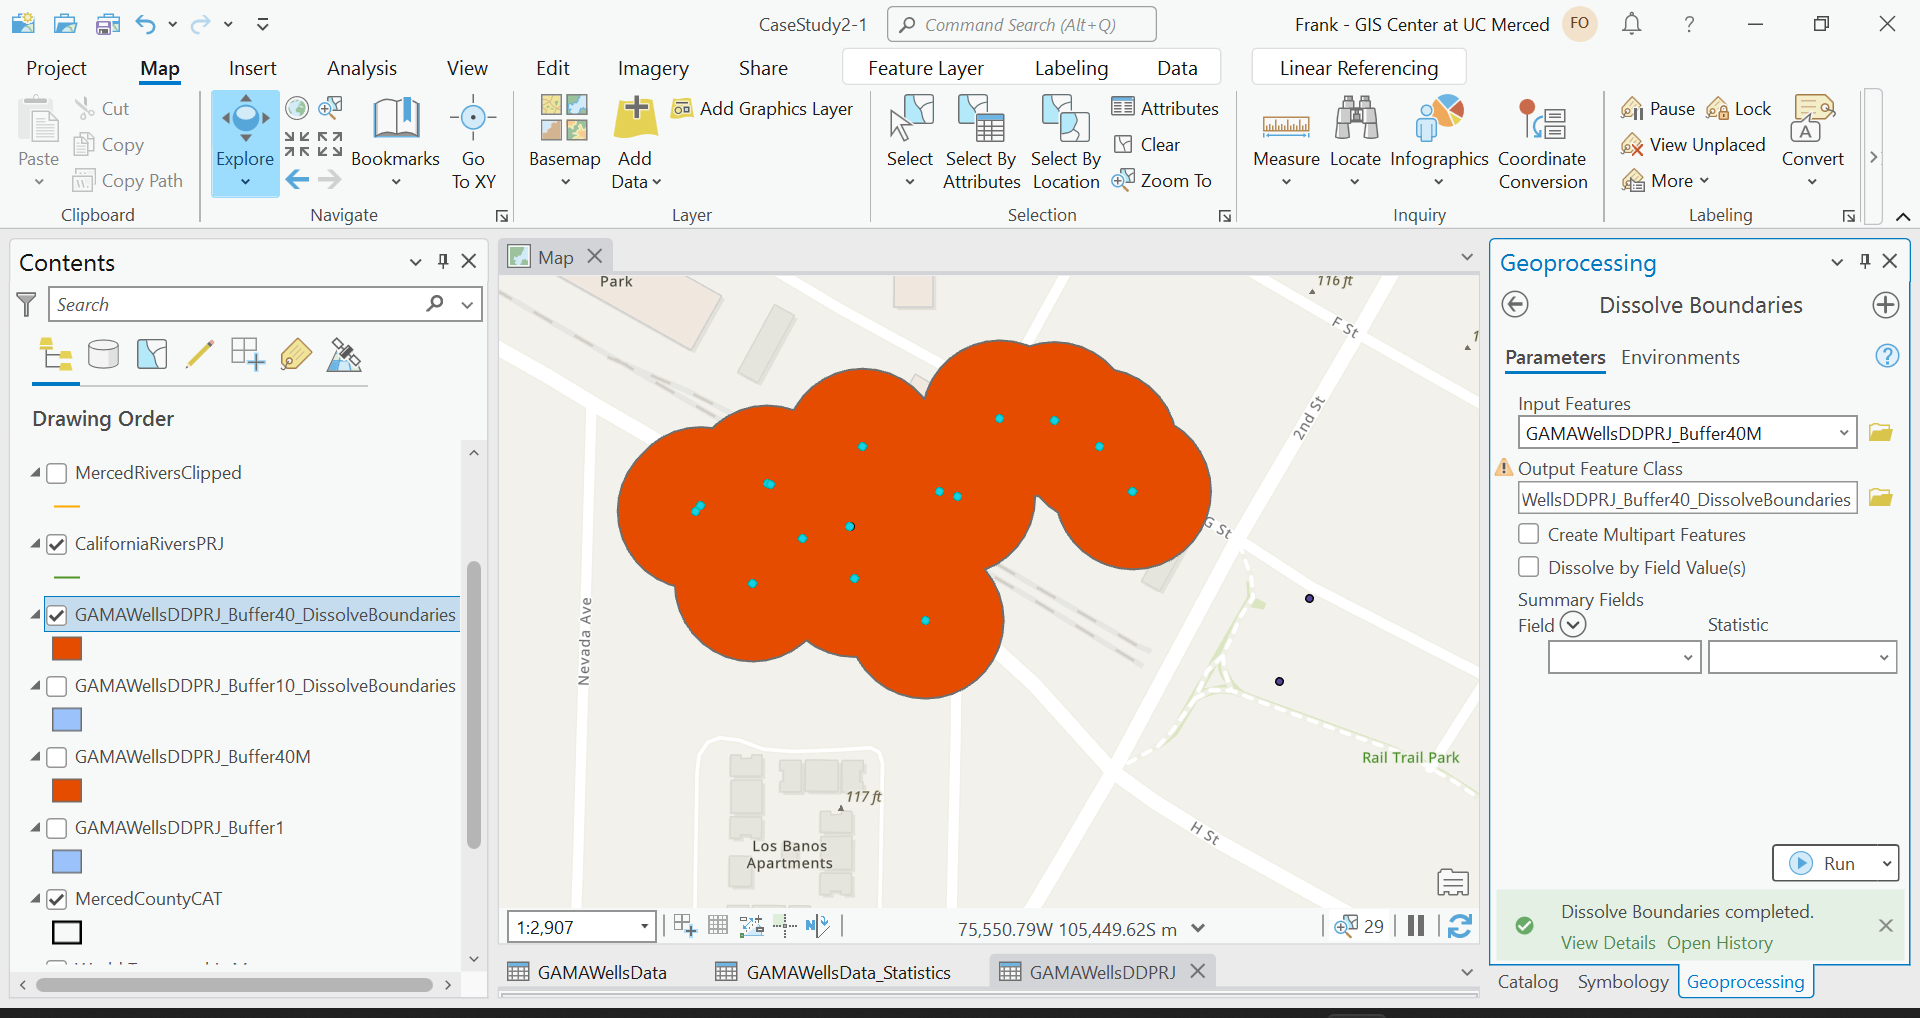 CaseStudy2-1
Command Search (Alt+Q)
Frank - GIS Center at UC Merced
FO
?
Project
Map
Insert
Analysis
View
Edit
Imagery
Share
Feature Layer
Labeling
Data
Linear Referencing
Paste
Cut
Copy
Copy Path
Clipboard
Explore
Bookmarks
Go
To XY
Navigate
Basemap
Add
Data
Add Graphics Layer
Layer
Select
Select By
Attributes
Select By
Location
Attributes
Clear
Zoom To
Selection
Measure
Locate
Infographics
Coordinate
Conversion
Inquiry
Pause
Lock
View Unplaced
More
A
Convert
Labeling
Contents
Search
Drawing Order
MercedRiversClipped
CaliforniaRiversPRJ
GAMAWellsDDPRJ_Buffer40_DissolveBoundaries
GAMAWellsDDPRJ_Buffer10_DissolveBoundaries
GAMAWellsDDPRJ_Buffer40M
GAMAWellsDDPRJ_Buffer1
MercedCountyCAT
Map
Park
116 ft
F St
1
2nd St
G St
Nevada Ave
Rail Trail Park
117 ft
H St
Los Banos
Apartments
1:2,907
N
75,550.79W 105,449.62S m
29
GAMAWellsData
GAMAWellsData_Statistics
GAMAWellsDDPRJ
Geoprocessing
Dissolve Boundaries
Parameters
Environments
?
Input Features
GAMAWellsDDPRJ_Buffer40M
Output Feature Class
WellsDDPRJ_Buffer40_DissolveBoundaries
Create Multipart Features
Dissolve by Field Value(s)
Summary Fields
Field
Statistic
Run
Dissolve Boundaries completed.
View Details Open History
Catalog
Symbology
Geoprocessing